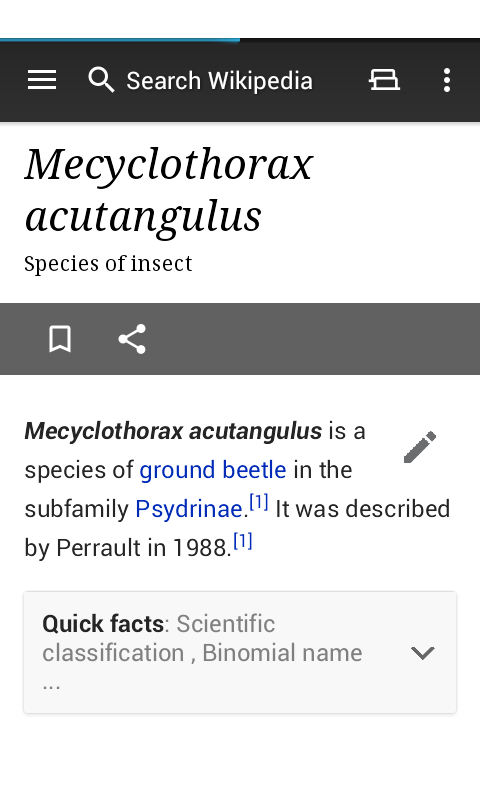 Search Wikipedia
Mecyclothorax
acutangulus
Species of insect
Mecyclothorax acutangulus is a
species of ground beetle in the
subfamily Psydrinae.[1] It was described
by Perrault in 1988.[1]
Quick facts: Scientific
classification , Binomial name
...